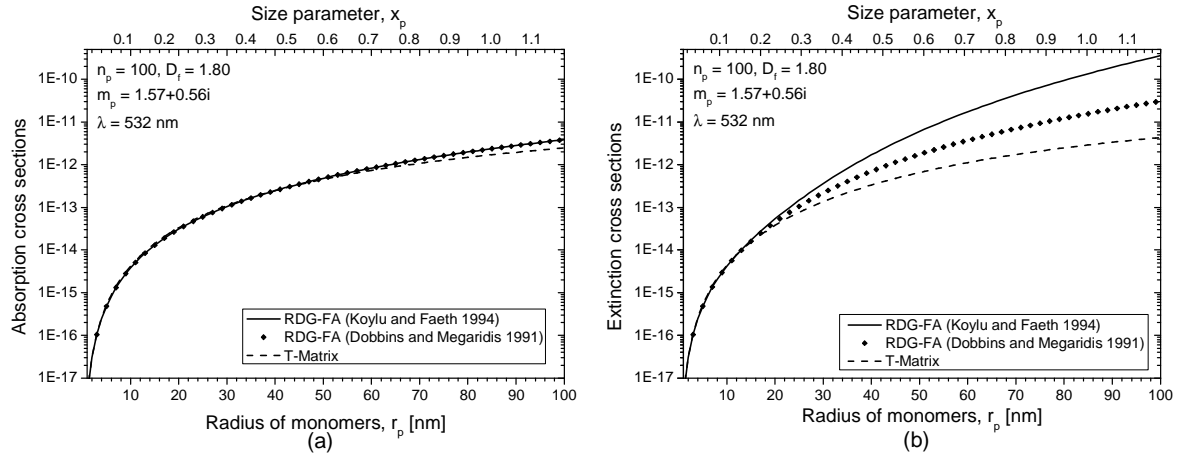 Size parameter, xₚ
0.1 0.2 0.3 0.4 0.5 0.6 0.7 0.8 0.9 1.0 1.1
nₚ = 100, D_f = 1.80
mₚ = 1.57+0.56i
λ = 532 nm
Absorption cross sections
1E-10
1E-11
1E-12
1E-13
1E-14
1E-15
1E-16
1E-17
RDG-FA (Koylu and Faeth 1994)
RDG-FA (Dobbins and Megaridis 1991)
T-Matrix
10 20 30 40 50 60 70 80 90 100
Radius of monomers, rₚ [nm]
(a)
Size parameter, xₚ
0.1 0.2 0.3 0.4 0.5 0.6 0.7 0.8 0.9 1.0 1.1
nₚ = 100, D_f = 1.80
mₚ = 1.57+0.56i
λ = 532 nm
Extinction cross sections
1E-10
1E-11
1E-12
1E-13
1E-14
1E-15
1E-16
1E-17
RDG-FA (Koylu and Faeth 1994)
RDG-FA (Dobbins and Megaridis 1991)
T-Matrix
10 20 30 40 50 60 70 80 90 100
Radius of monomers, rₚ [nm]
(b)